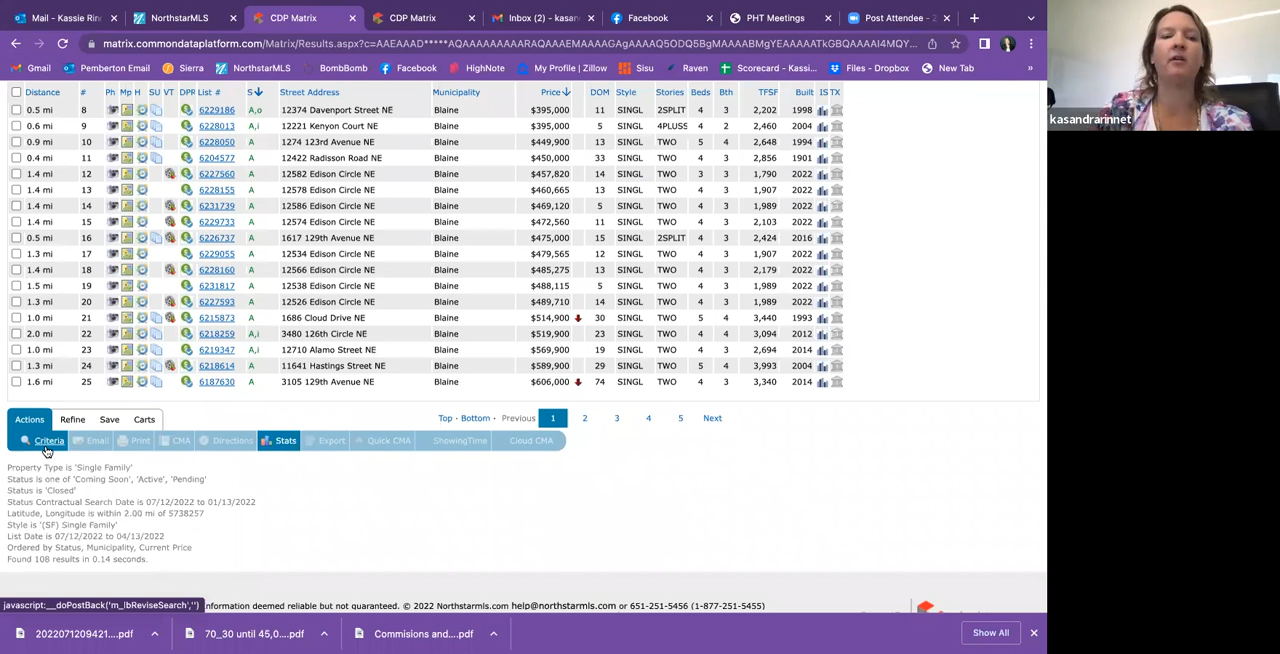 Mail - Kassie Rin
NorthstarMLS
CDP Matrix
CDP Matrix
Inbox (2) - kasan
Facebook
PHT Meetings
Post Attendee - 2
matrix.commondataplatform.com/Matrix/Results.aspx?c=AAEAAAD*****AQAAAAAAAAARAQAAAEMAAAAGAgAAAAQ5ODQ5BgMAAAABMgYEAAAAATkGBQAAAAI4MQY...
Gmail
Pemberton Email
Sierra
NorthstarMLS
BombBomb
Facebook
HighNote
My Profile | Zillow
Sisu
Raven
Scorecard - Kassi...
Files - Dropbox
New Tab
»
Distance # Ph Mp H SU VT DPR List # S Street Address Municipality Price DOM Style Stories Beds Bth TFSF Built IS TX
0.5 mi 8 6229186 A,o 12374 Davenport Street NE Blaine $395,000 11 SINGL 2SPLIT 4 3 2,202 1998
0.6 mi 9 6228013 A,i 12221 Kenyon Court NE Blaine $395,000 5 SINGL 4PLUSS 4 2 2,460 2004
0.9 mi 10 6228050 A 1274 123rd Avenue NE Blaine $449,900 13 SINGL TWO 5 4 2,648 1994
0.4 mi 11 6204577 A 12422 Radisson Road NE Blaine $450,000 33 SINGL TWO 4 3 2,856 1901
1.4 mi 12 6227560 A 12582 Edison Circle NE Blaine $457,820 14 SINGL TWO 3 3 1,790 2022
1.4 mi 13 6228155 A 12578 Edison Circle NE Blaine $460,665 13 SINGL TWO 4 3 1,907 2022
1.4 mi 14 6231739 A 12586 Edison Circle NE Blaine $469,120 5 SINGL TWO 4 3 1,989 2022
1.4 mi 15 6229733 A 12574 Edison Circle NE Blaine $472,560 11 SINGL TWO 4 3 2,103 2022
0.5 mi 16 6226737 A 1617 129th Avenue NE Blaine $475,000 15 SINGL 2SPLIT 4 3 2,424 2016
1.3 mi 17 6229055 A 12534 Edison Circle NE Blaine $479,565 12 SINGL TWO 4 3 1,907 2022
1.4 mi 18 6228160 A 12566 Edison Circle NE Blaine $485,275 13 SINGL TWO 4 3 2,179 2022
1.5 mi 19 6231817 A 12538 Edison Circle NE Blaine $488,115 5 SINGL TWO 4 3 1,989 2022
1.3 mi 20 6227593 A 12526 Edison Circle NE Blaine $489,710 14 SINGL TWO 4 3 1,989 2022
1.0 mi 21 6215873 A 1686 Cloud Drive NE Blaine $514,900 30 SINGL TWO 5 4 3,440 1993
2.0 mi 22 6218259 A,i 3480 126th Circle NE Blaine $519,900 23 SINGL TWO 4 4 3,094 2012
1.0 mi 23 6219347 A,i 12710 Alamo Street NE Blaine $569,900 19 SINGL TWO 4 3 2,694 2014
1.3 mi 24 6218614 A 11641 Hastings Street NE Blaine $589,900 29 SINGL TWO 5 4 3,993 2004
1.6 mi 25 6187630 A 3105 129th Avenue NE Blaine $606,000 74 SINGL TWO 4 3 3,340 2014
Actions Refine Save Carts Top · Bottom · Previous 1 2 3 4 5 Next
Criteria Email Print CMA Directions Stats Export Quick CMA ShowingTime Cloud CMA
Property Type is 'Single Family'
Status is one of 'Coming Soon', 'Active', 'Pending'
Status is 'Closed'
Status Contractual Search Date is 07/12/2022 to 01/13/2022
Latitude, Longitude is within 2.00 mi of 5738257
Style is '(SF) Single Family'
List Date is 07/12/2022 to 04/13/2022
Ordered by Status, Municipality, Current Price
Found 108 results in 0.14 seconds.
javascript:__doPostBack('m_lbReviseSearch','')
nformation deemed reliable but not guaranteed. © 2022 Northstarmls.com help@northstarmls.com or 651-251-5456 (1-877-251-5455)
2022071209421....pdf
70_30 until 45,0....pdf
Commisions and....pdf
Show All
kasandrarinnet